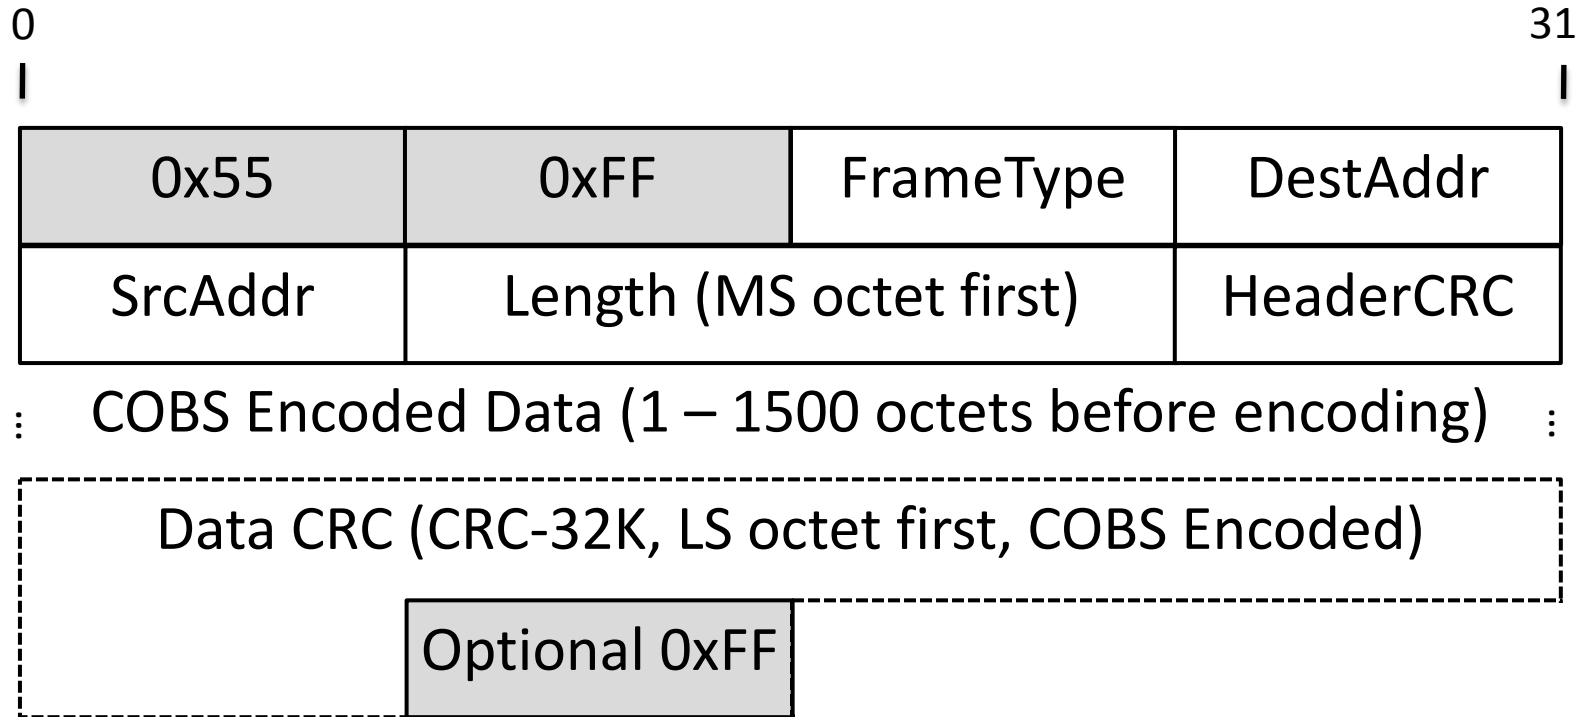 0 31
0x55 0xFF FrameType DestAddr
SrcAddr Length (MS octet first) HeaderCRC
COBS Encoded Data (1 – 1500 octets before encoding)
Data CRC (CRC-32K, LS octet first, COBS Encoded)
Optional 0xFF